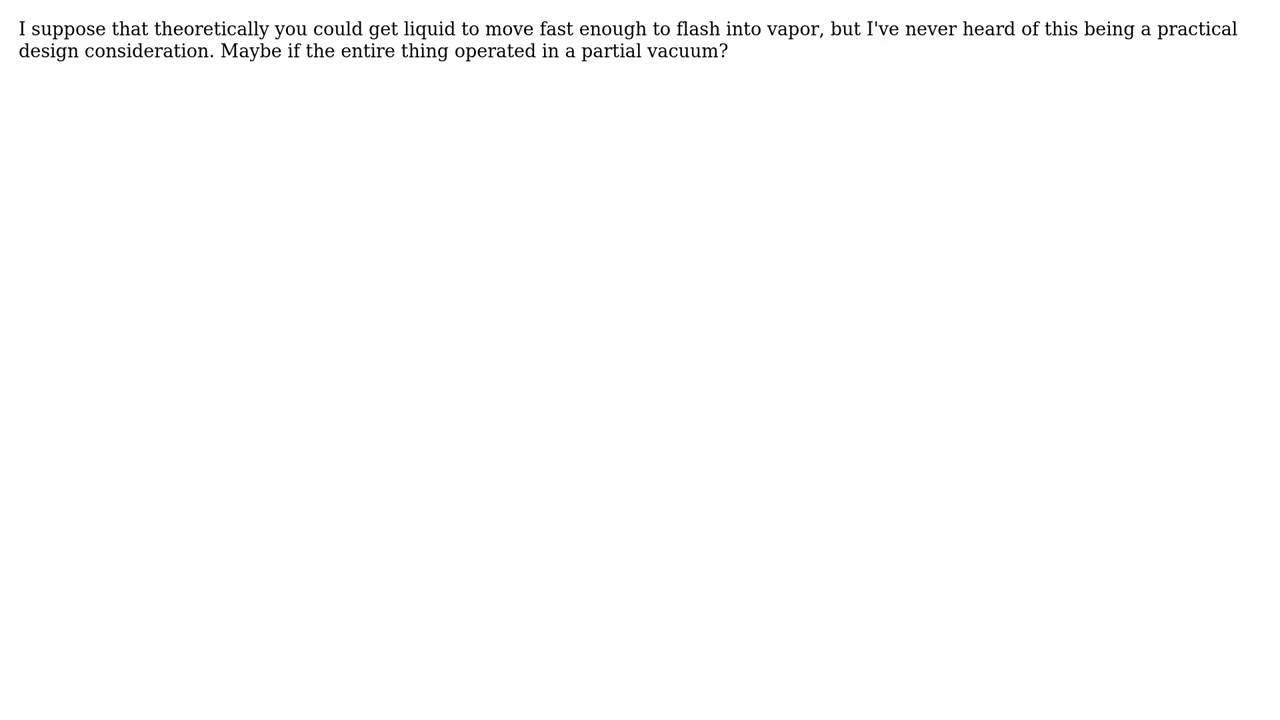 I suppose that theoretically you could get liquid to move fast enough to flash into vapor, but I've never heard of this being a practical
design consideration. Maybe if the entire thing operated in a partial vacuum?